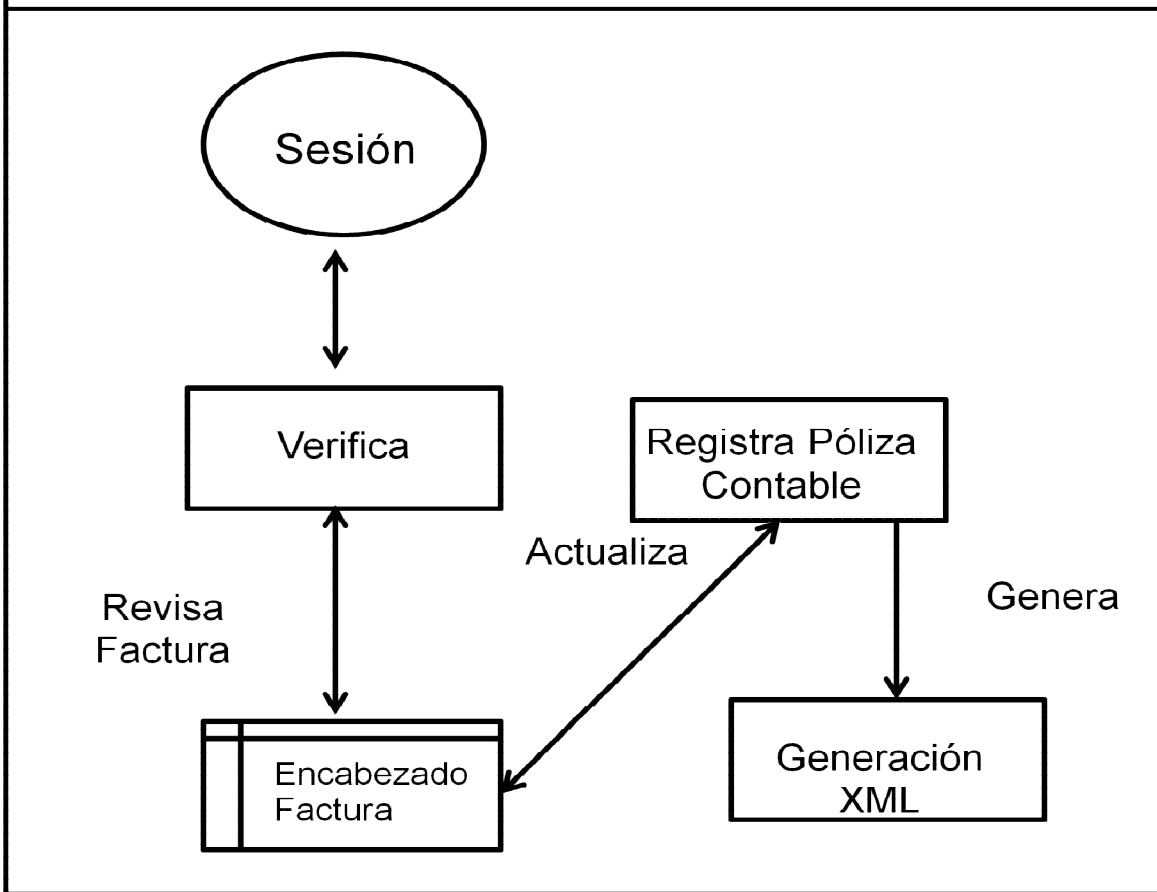 Sesión
Verifica
Registra Póliza
Contable
Actualiza
Revisa
Factura
Genera
Encabezado
Factura
Generación
XML